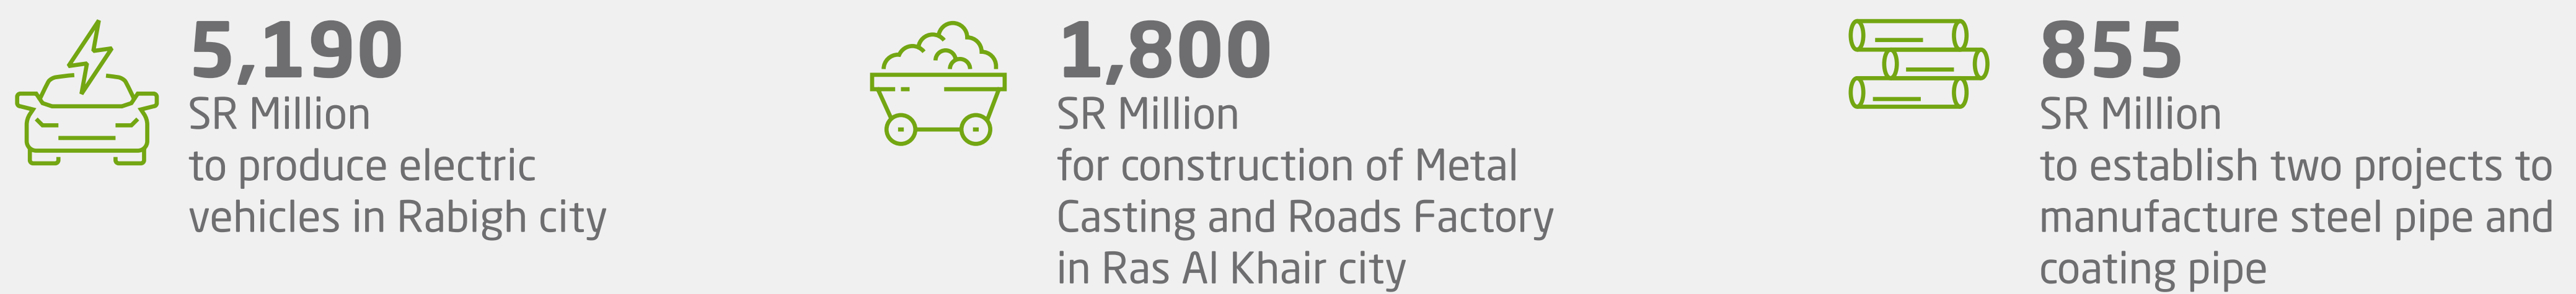 5,190
SR Million
to produce electric
vehicles in Rabigh city
1,800
SR Million
for construction of Metal
Casting and Roads Factory
in Ras Al Khair city
855
SR Million
to establish two projects to
manufacture steel pipe and
coating pipe